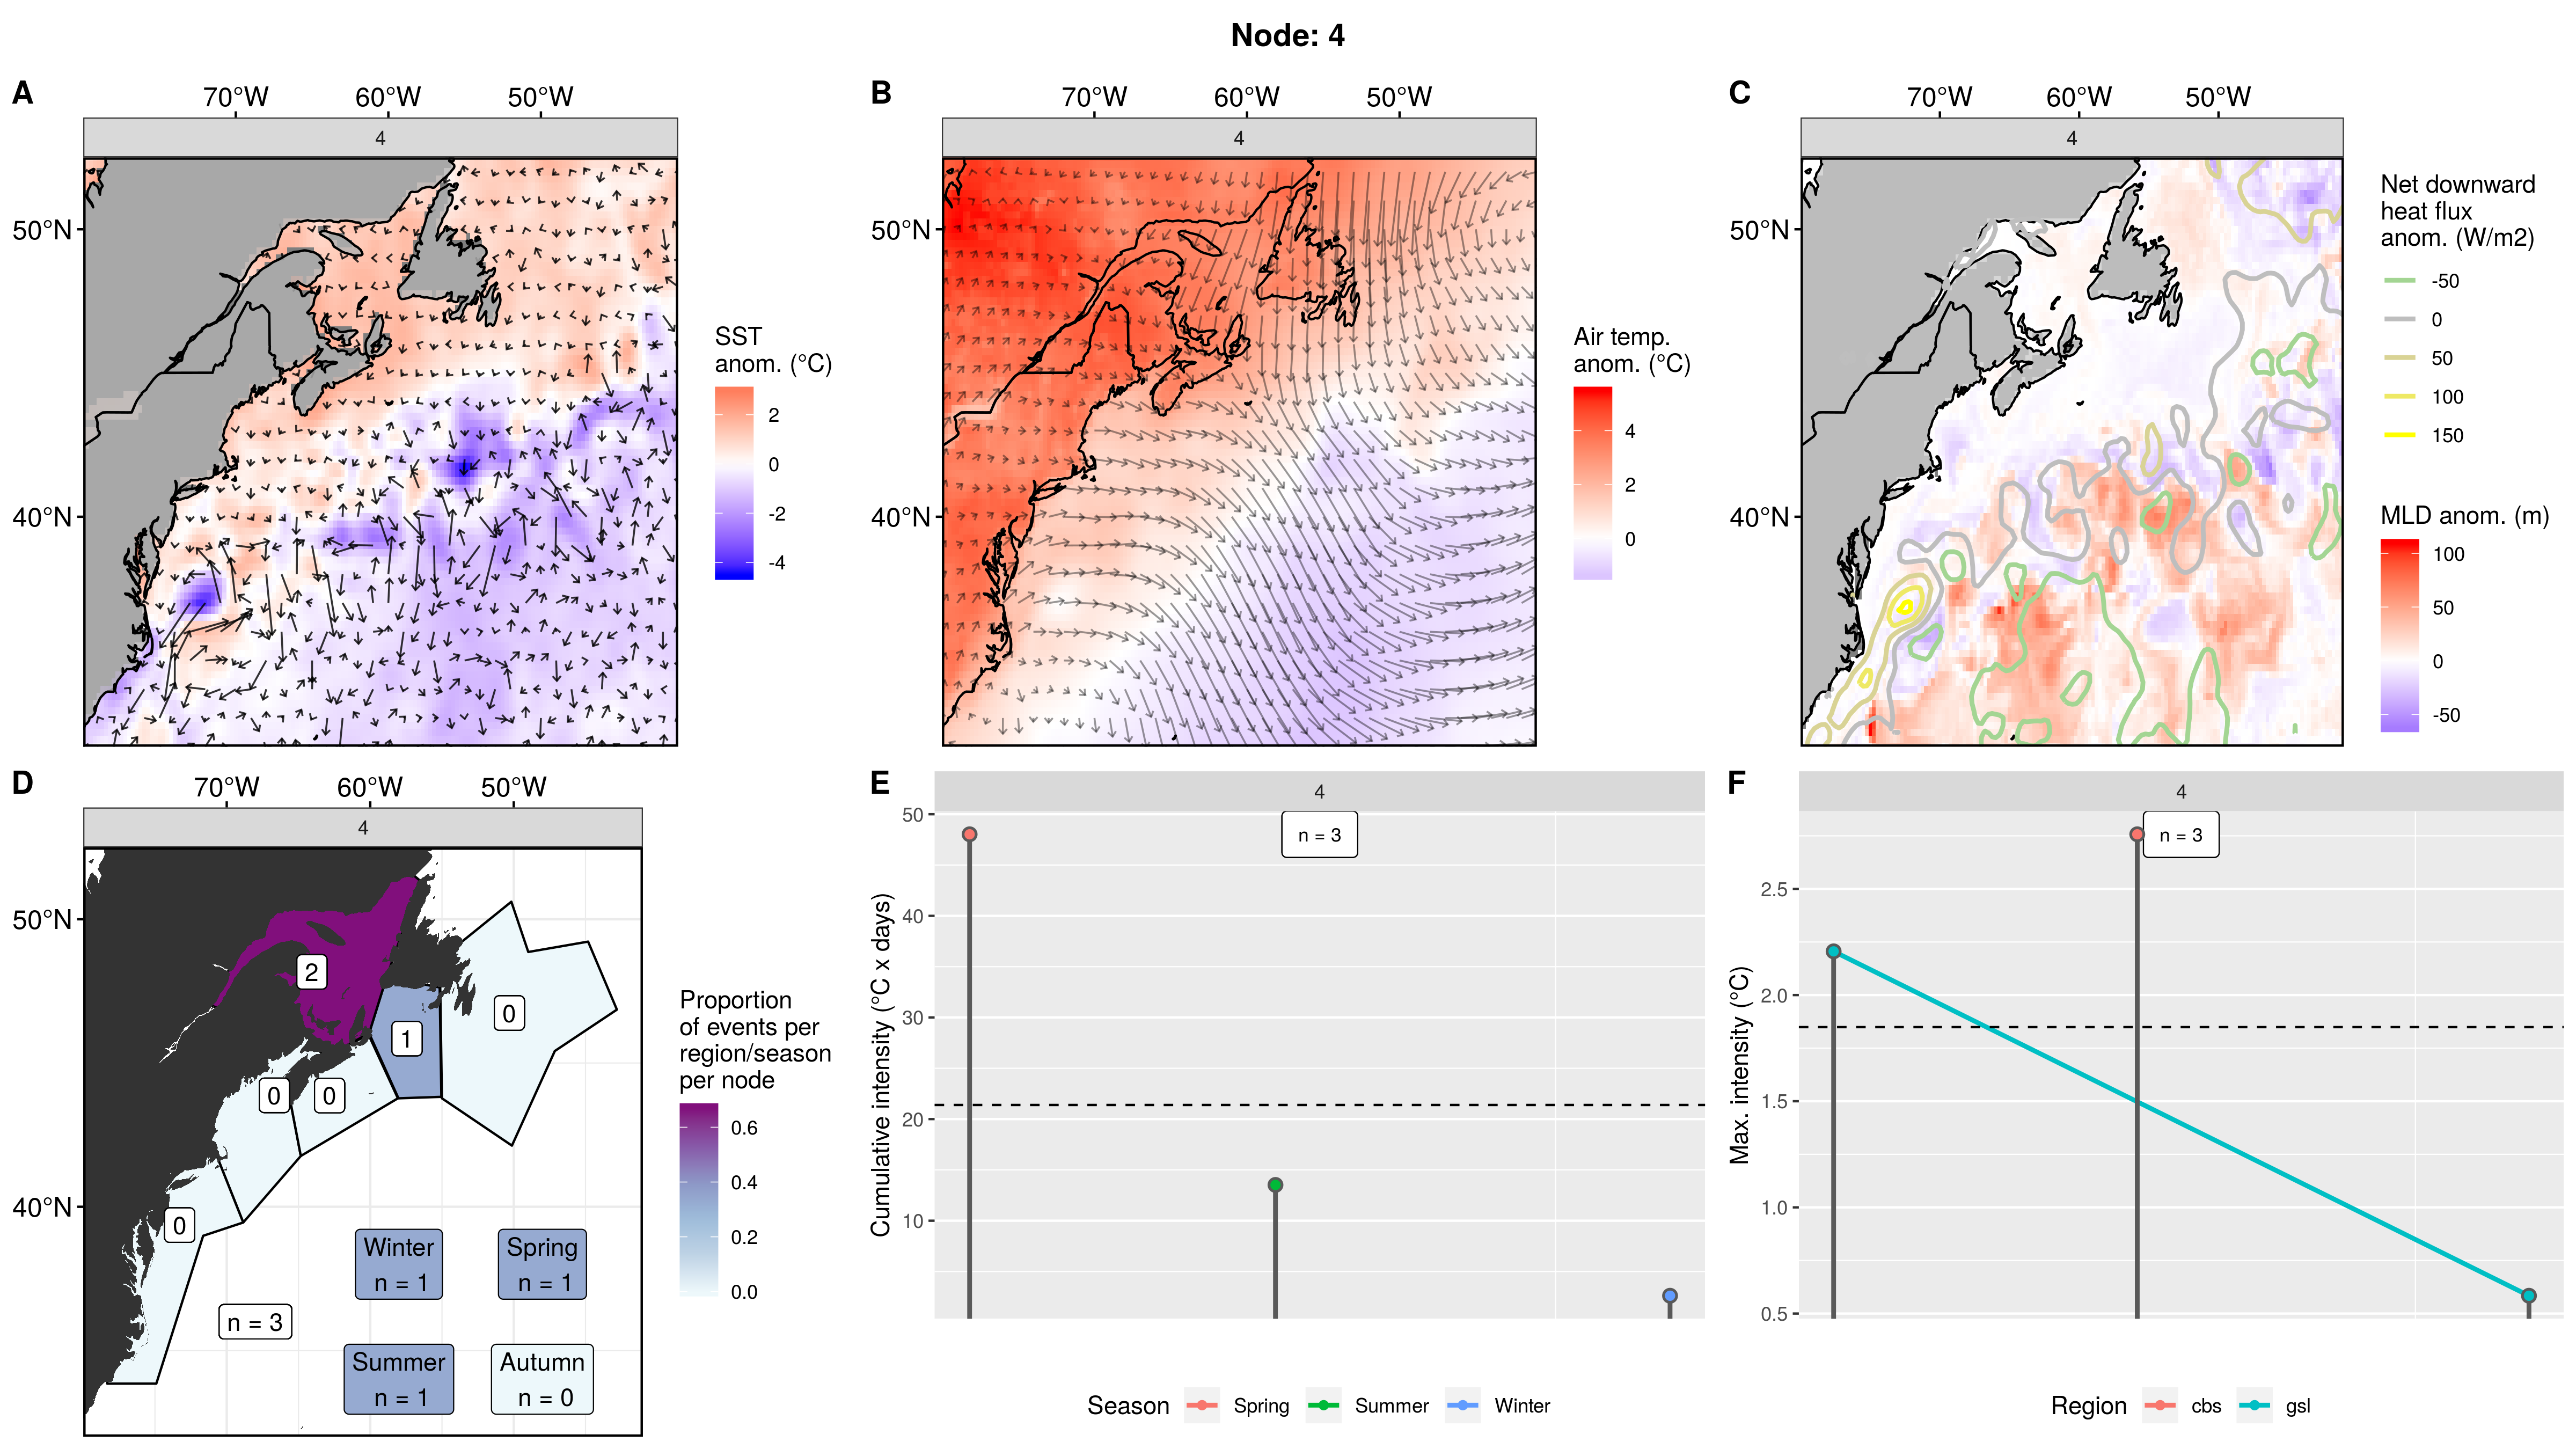 Node: 4
A
70°W
60°W
50°W
4
50°N
40°N
SST
anom. (°C)
2
0
-2
-4
B
70°W
60°W
50°W
4
50°N
40°N
Air temp.
anom. (°C)
4
2
0
C
70°W
60°W
50°W
4
50°N
40°N
Net downward
heat flux
anom. (W/m2)
-50
0
50
100
150
MLD anom. (m)
100
50
0
-50
D
70°W
60°W
50°W
4
50°N
40°N
2
1
0
0
0
0
n = 3
Winter
n = 1
Spring
n = 1
Summer
n = 1
Autumn
n = 0
Proportion
of events per
region/season
per node
0.6
0.4
0.2
0.0
E
4
n = 3
Cumulative intensity (°C x days)
50
40
30
20
10
Season
Spring
Summer
Winter
F
4
n = 3
Max. intensity (°C)
2.5
2.0
1.5
1.0
0.5
Region
cbs
gsl